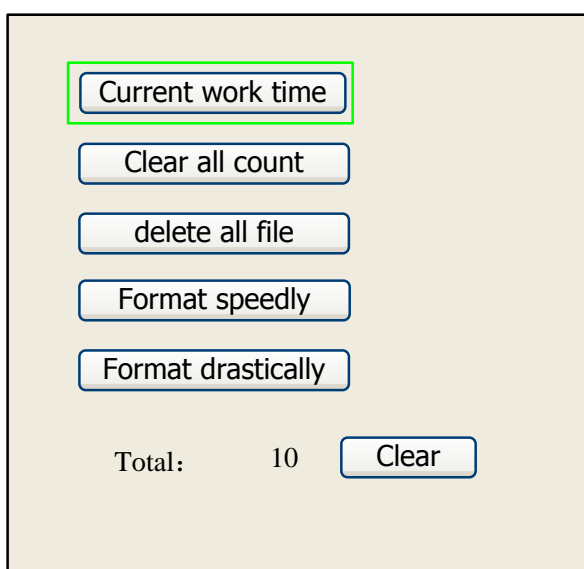 Current work time
Clear all count
delete all file
Format speedly
Format drastically
Total： 10 Clear